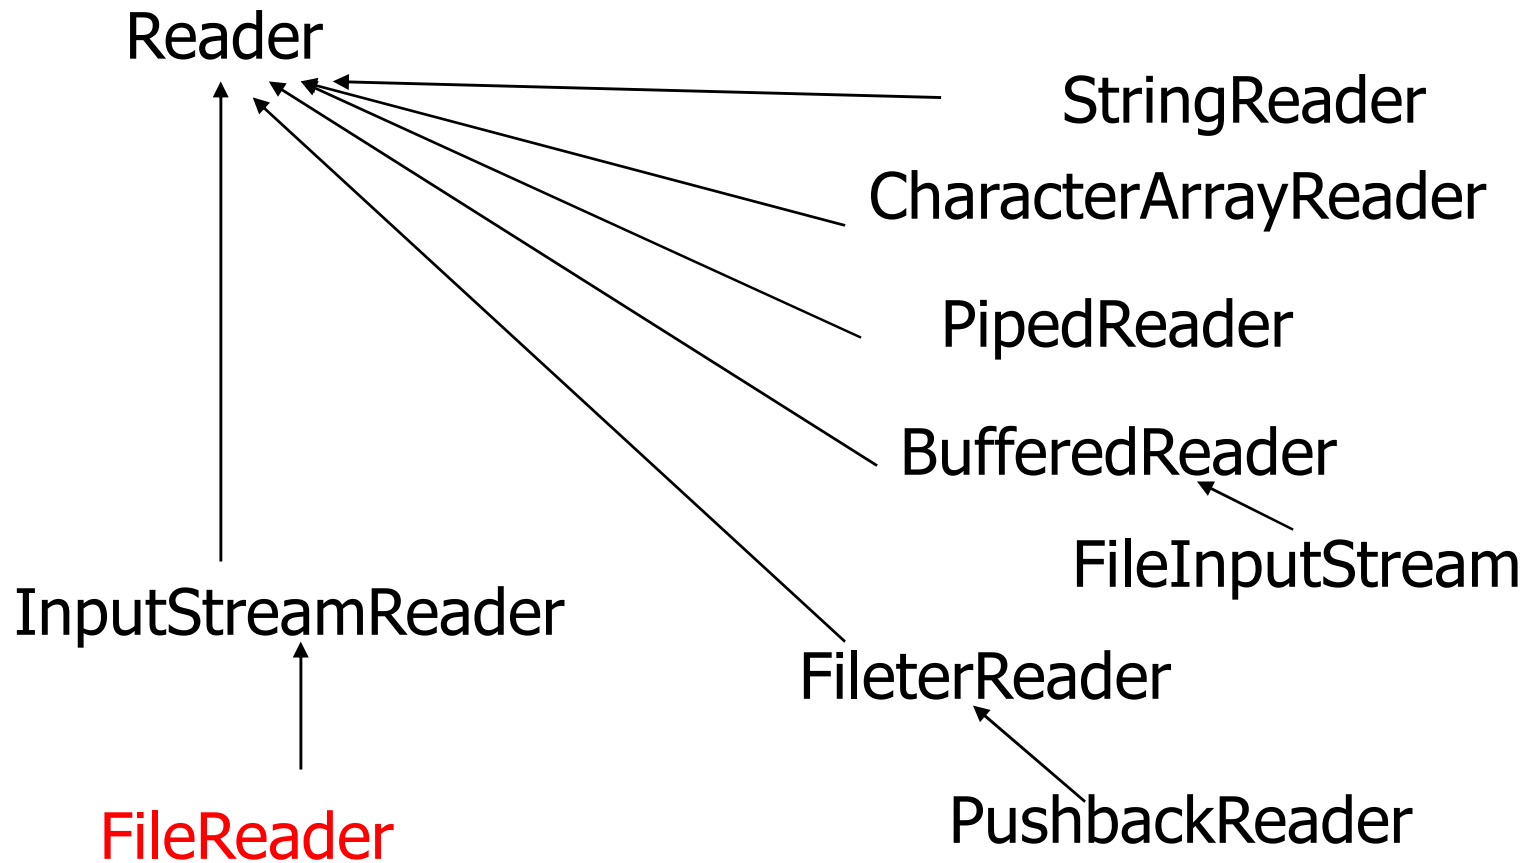 Reader
StringReader
CharacterArrayReader
PipedReader
BufferedReader
FileInputStream
InputStreamReader
FileterReader
PushbackReader
FileReader